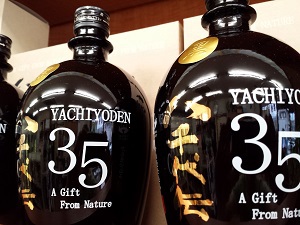 YACHIYODEN
35
A Gift
From Nature
YACHIYO
35
A Gift
From Natu